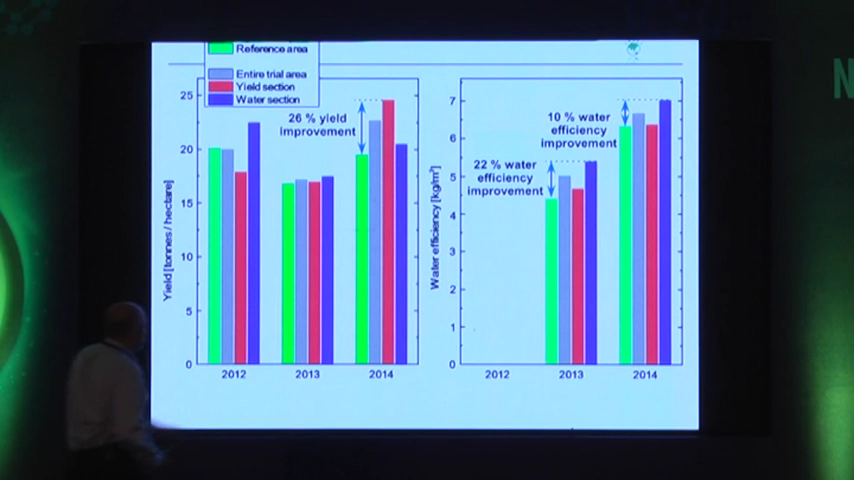 Reference area
Entire trial area
Yield section
Water section
Yield [tonnes / hectare]
25
20
15
10
5
0
26 % yield
improvement
2012
2013
2014
Water efficiency [kg/m³]
7
6
5
4
3
2
1
0
22 % water
efficiency
improvement
10 % water
efficiency
improvement
2012
2013
2014
N